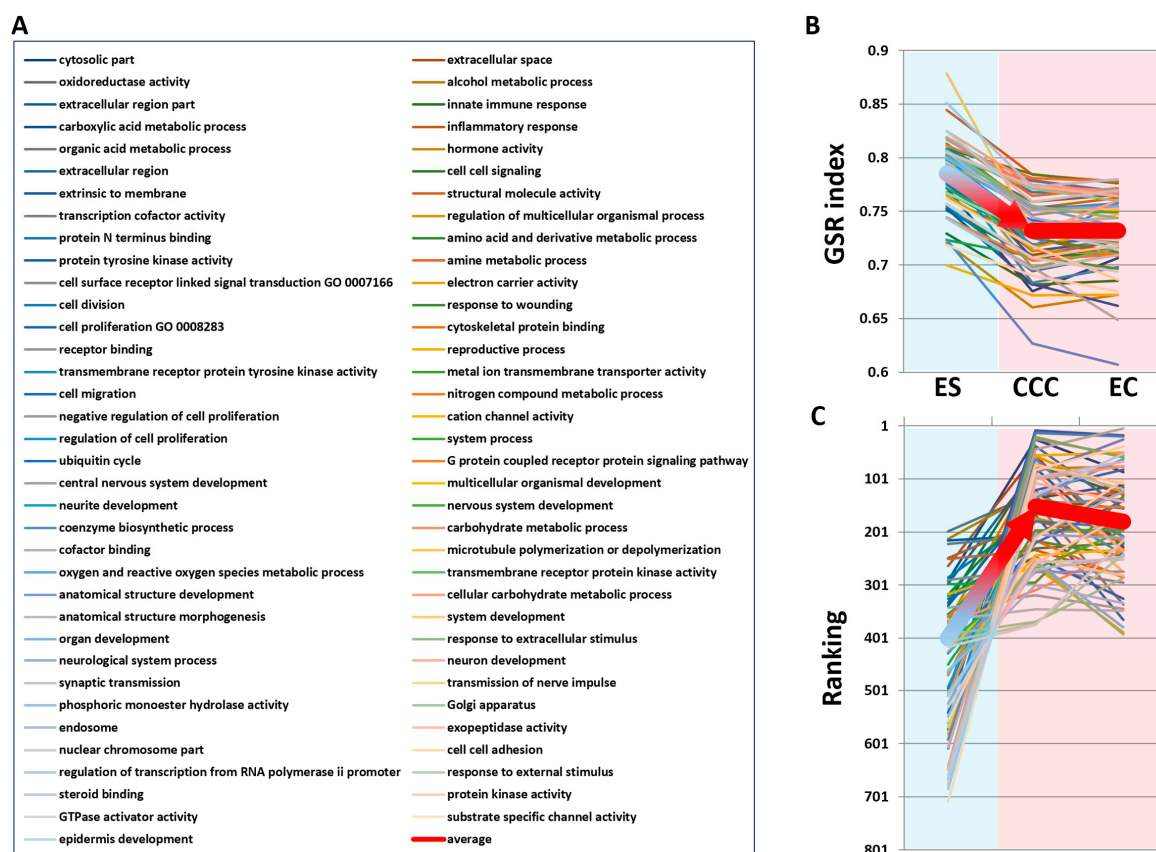 A
cytosolic part
oxidoreductase activity
extracellular region part
carboxylic acid metabolic process
organic acid metabolic process
extracellular region
extrinsic to membrane
transcription cofactor activity
protein N terminus binding
protein tyrosine kinase activity
cell surface receptor linked signal transduction GO 0007166
cell division
cell proliferation GO 0008283
receptor binding
transmembrane receptor protein tyrosine kinase activity
cell migration
negative regulation of cell proliferation
regulation of cell proliferation
ubiquitin cycle
central nervous system development
neurite development
coenzyme biosynthetic process
cofactor binding
oxygen and reactive oxygen species metabolic process
anatomical structure development
anatomical structure morphogenesis
organ development
neurological system process
synaptic transmission
phosphoric monoester hydrolase activity
endosome
nuclear chromosome part
regulation of transcription from RNA polymerase ii promoter
steroid binding
GTPase activator activity
epidermis development
extracellular space
alcohol metabolic process
innate immune response
inflammatory response
hormone activity
cell cell signaling
structural molecule activity
regulation of multicellular organismal process
amino acid and derivative metabolic process
amine metabolic process
electron carrier activity
response to wounding
cytoskeletal protein binding
reproductive process
metal ion transmembrane transporter activity
nitrogen compound metabolic process
cation channel activity
system process
G protein coupled receptor protein signaling pathway
multicellular organismal development
nervous system development
carbohydrate metabolic process
microtubule polymerization or depolymerization
transmembrane receptor protein kinase activity
cellular carbohydrate metabolic process
system development
response to extracellular stimulus
neuron development
transmission of nerve impulse
Golgi apparatus
exopeptidase activity
cell cell adhesion
response to external stimulus
protein kinase activity
substrate specific channel activity
average
B
GSR index
0.9
0.85
0.8
0.75
0.7
0.65
0.6
ES CCC EC
C
Ranking
1
101
201
301
401
501
601
701
801